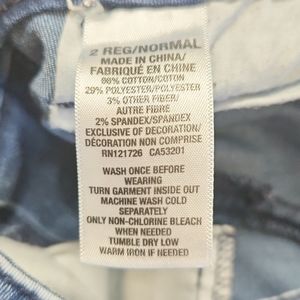 2 REG/NORMAL
MADE IN CHINA/
FABRIQUÉ EN CHINE
66% COTTON/COTON
29% POLYESTER/POLYESTER
3% OTHER FIBER/
AUTRE FIBRE
2% SPANDEX/SPANDEX
EXCLUSIVE OF DECORATION/
DÉCORATION NON COMPRISE
RN121726 CA53201
WASH ONCE BEFORE
WEARING
TURN GARMENT INSIDE OUT
MACHINE WASH COLD
SEPARATELY
ONLY NON-CHLORINE BLEACH
WHEN NEEDED
TUMBLE DRY LOW
WARM IRON IF NEEDED